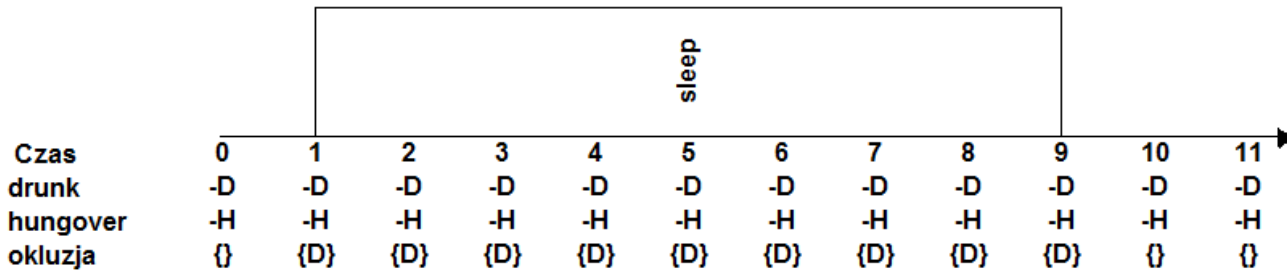 sleep
Czas 0 1 2 3 4 5 6 7 8 9 10 11
drunk -D -D -D -D -D -D -D -D -D -D -D -D
hungover -H -H -H -H -H -H -H -H -H -H -H -H
okluzja {} {D} {D} {D} {D} {D} {D} {D} {D} {D} {} {}